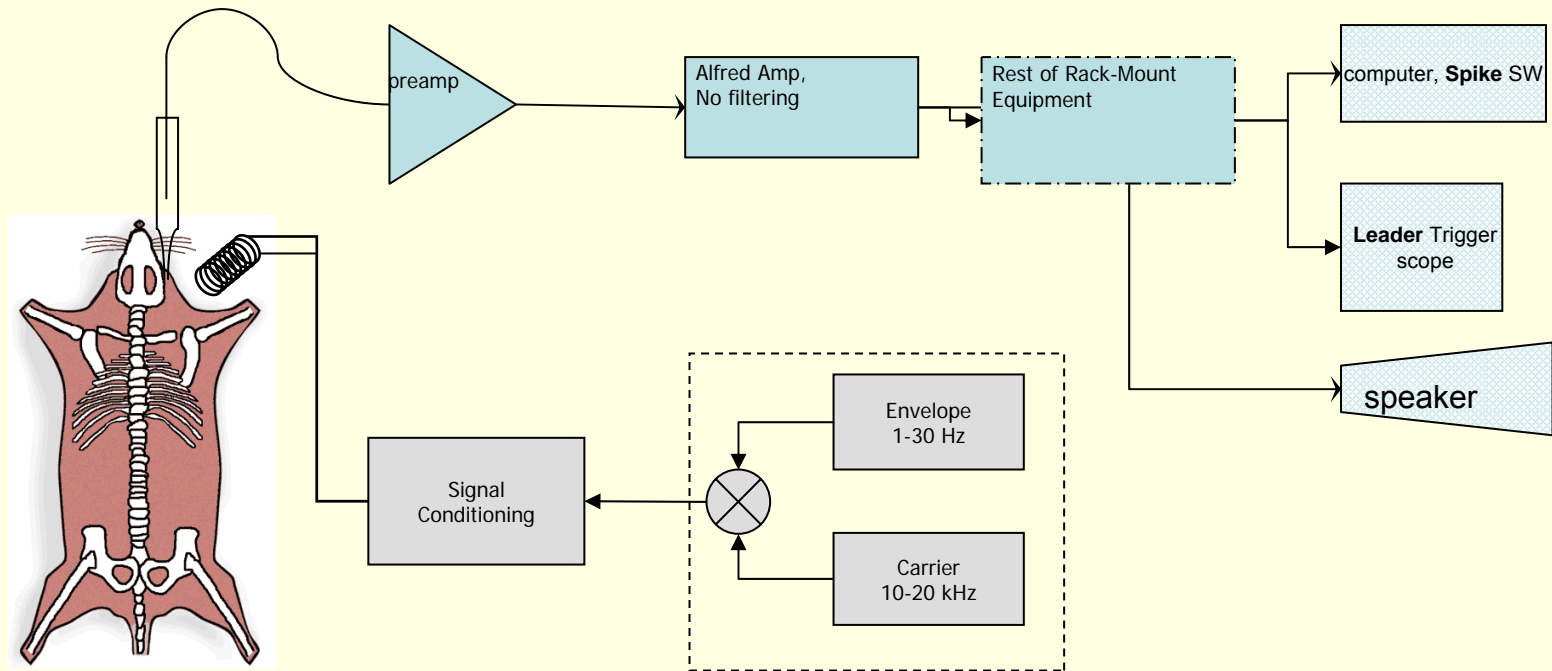 preamp
Alfred Amp,
No filtering
Rest of Rack-Mount
Equipment
computer, Spike SW
Leader Trigger
scope
speaker
Envelope
1-30 Hz
Signal
Conditioning
Carrier
10-20 kHz